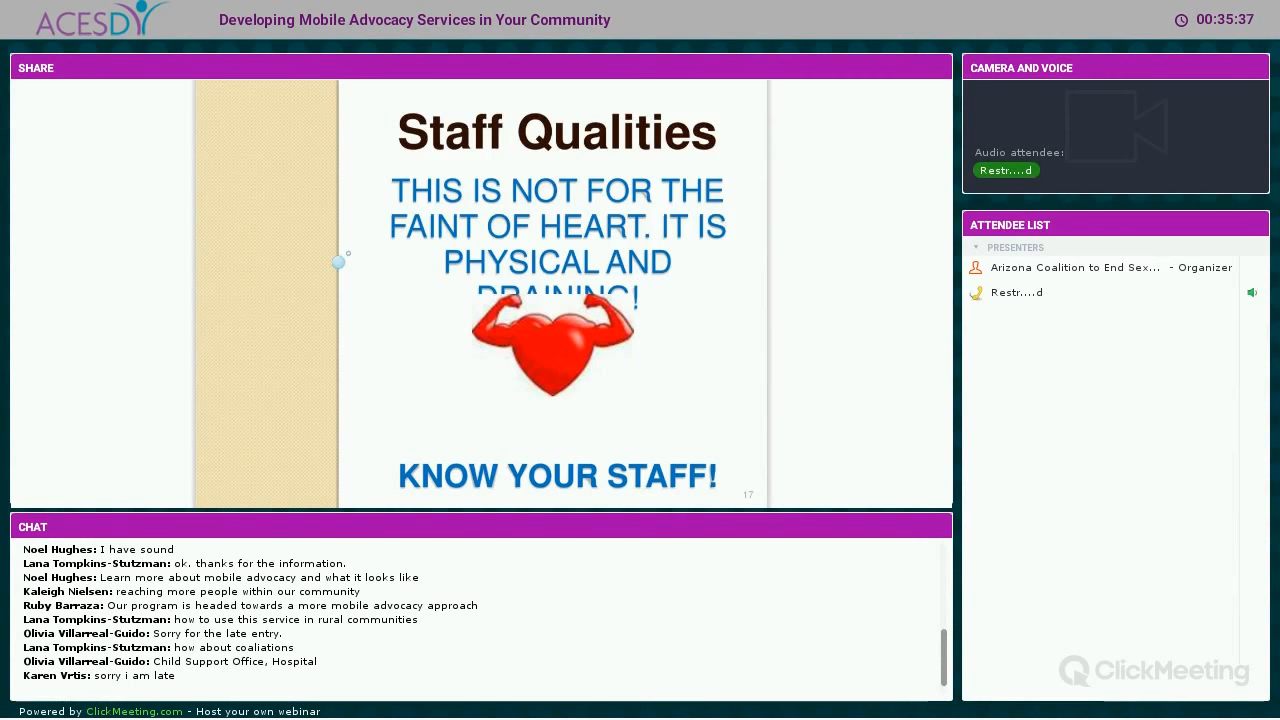 ACESDV
Developing Mobile Advocacy Services in Your Community
00:35:37
SHARE
Staff Qualities
THIS IS NOT FOR THE
FAINT OF HEART. IT IS
PHYSICAL AND
DRAINING!
KNOW YOUR STAFF!
17
CHAT
Noel Hughes: I have sound
Lana Tompkins-Stutzman: ok. thanks for the information.
Noel Hughes: Learn more about mobile advocacy and what it looks like
Kaleigh Nielsen: reaching more people within our community
Ruby Barraza: Our program is headed towards a more mobile advocacy approach
Lana Tompkins-Stutzman: how to use this service in rural communities
Olivia Villarreal-Guido: Sorry for the late entry.
Lana Tompkins-Stutzman: how about coaliations
Olivia Villarreal-Guido: Child Support Office, Hospital
Karen Vrtis: sorry i am late
CAMERA AND VOICE
Audio attendee:
Restr....d
ATTENDEE LIST
PRESENTERS
Arizona Coalition to End Sex... - Organizer
Restr....d
ClickMeeting
Powered by ClickMeeting.com - Host your own webinar